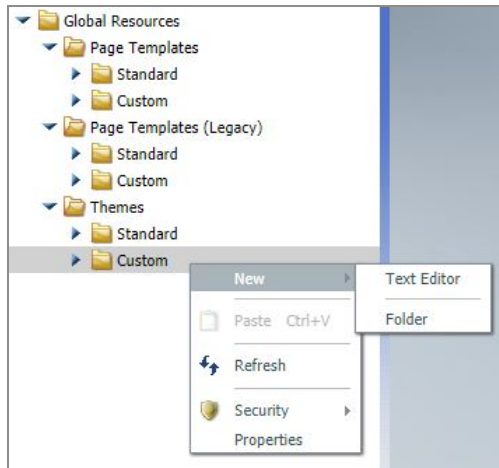 Global Resources
Page Templates
Standard
Custom
Page Templates (Legacy)
Standard
Custom
Themes
Standard
Custom
New
Text Editor
Paste Ctrl+V
Folder
Refresh
Security
Properties